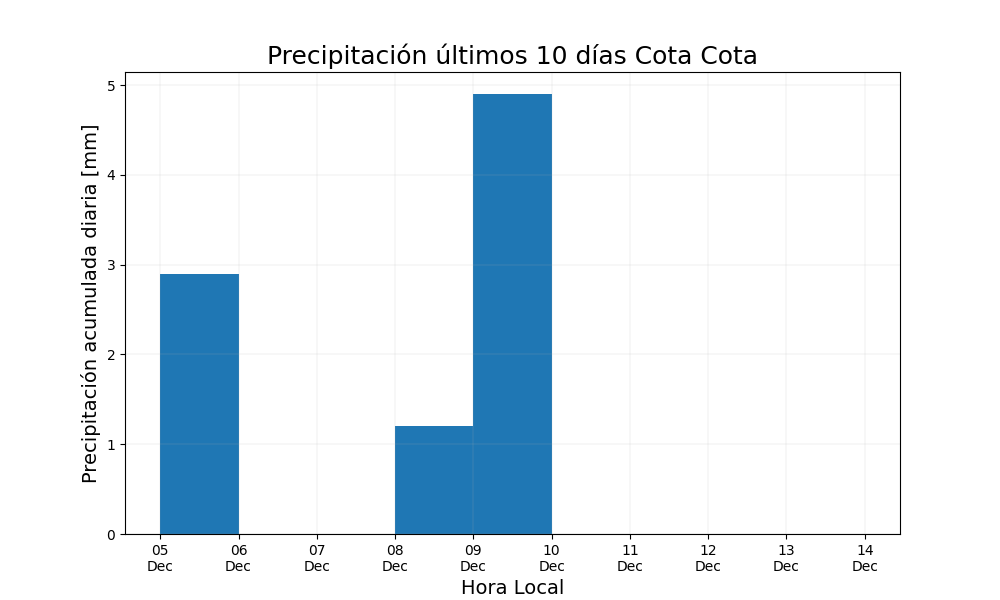 Precipitación últimos 10 días Cota Cota
Precipitación acumulada diaria [mm]
5
4
3
2
1
0
05 06 07 08 09 10 11 12 13 14
Dec Dec Dec Dec Dec Dec Dec Dec Dec Dec
Hora Local